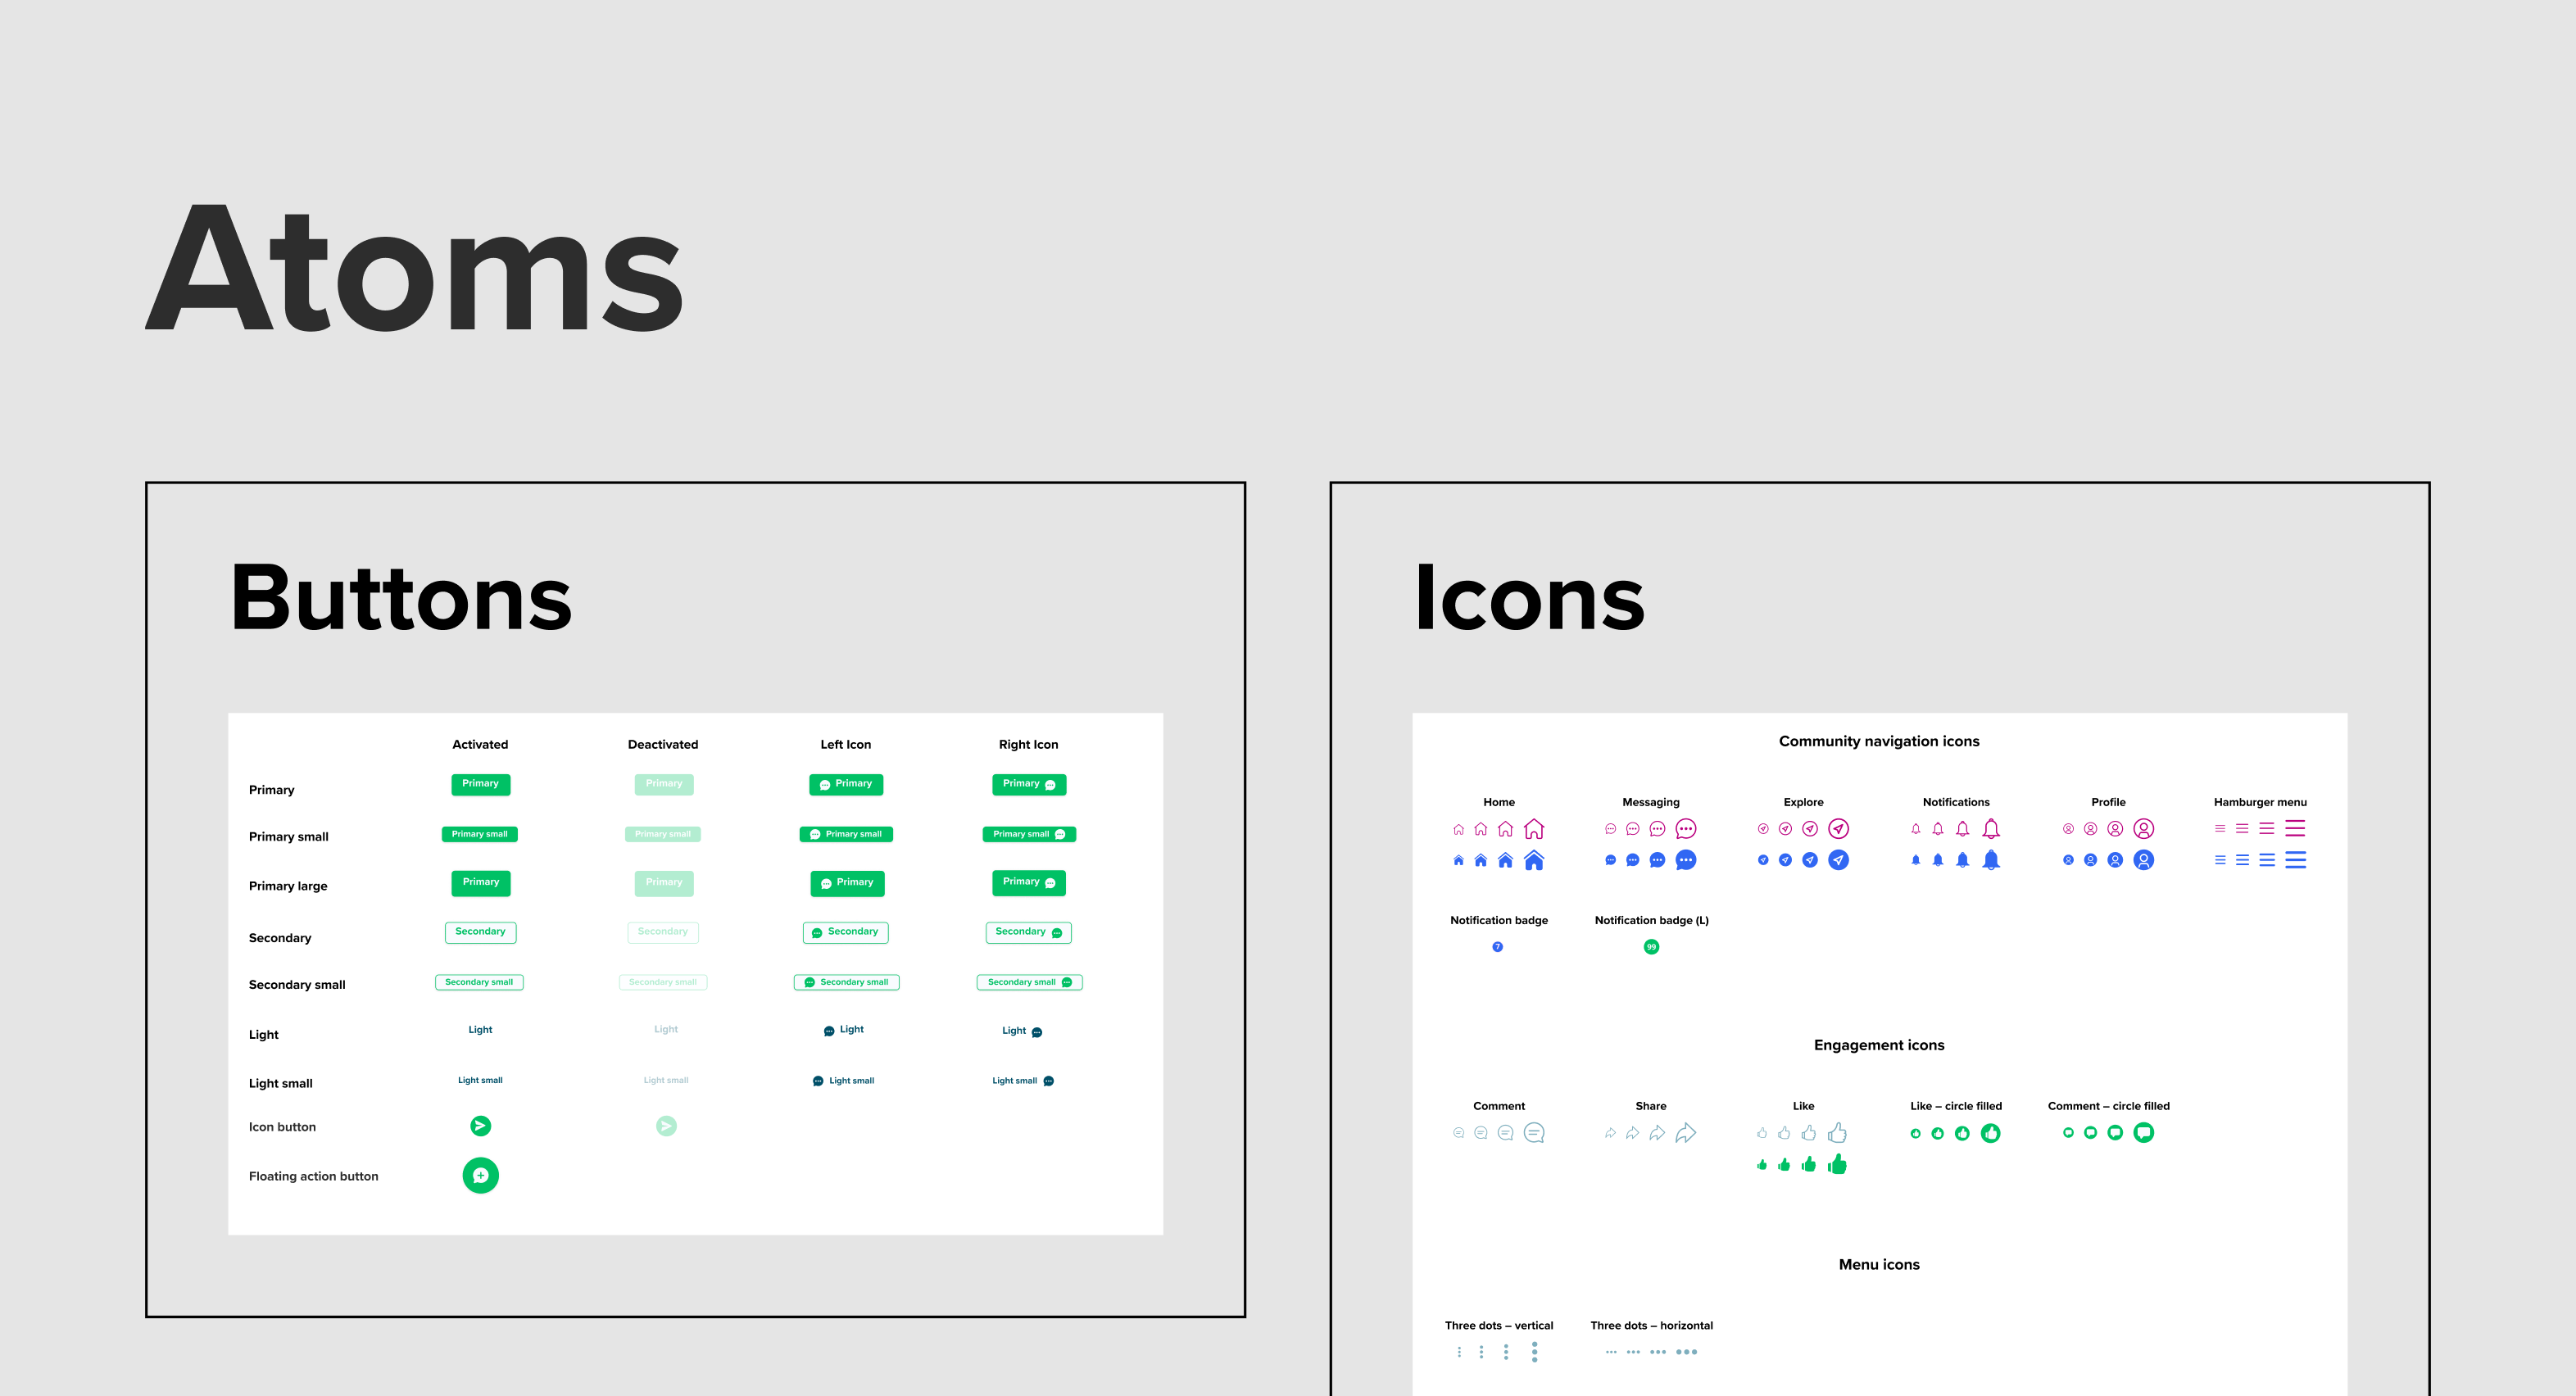 Atoms
Buttons
Activated Deactivated Left Icon Right Icon
Primary Primary Primary Primary Primary
Primary small Primary small Primary small Primary small Primary small
Primary large Primary Primary Primary Primary
Secondary Secondary Secondary Secondary Secondary
Secondary small Secondary small Secondary small Secondary small Secondary small
Light Light Light Light Light
Light small Light small Light small Light small Light small
Icon button
Floating action button
Icons
Community navigation icons
Home Messaging Explore Notifications Profile Hamburger menu
Notification badge Notification badge (L)
7 99
Engagement icons
Comment Share Like Like – circle filled Comment – circle filled
Menu icons
Three dots – vertical Three dots – horizontal